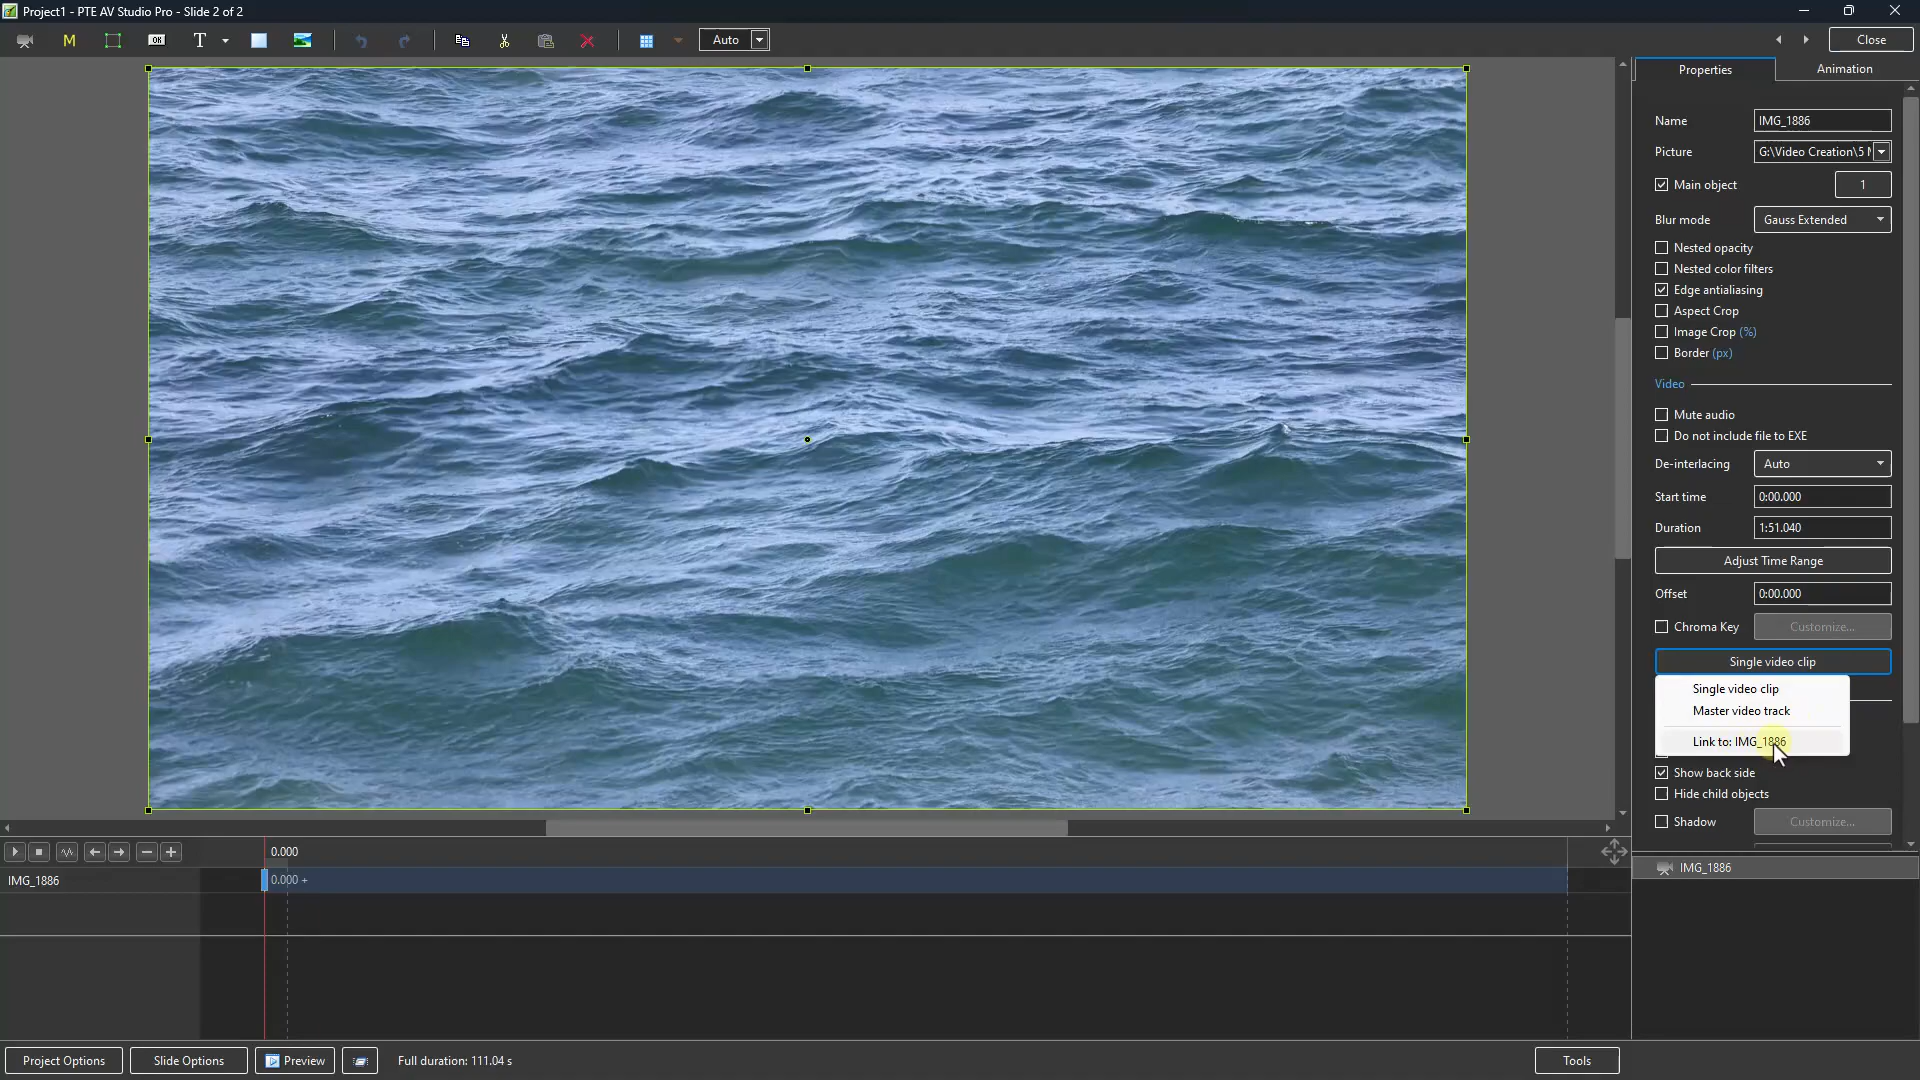 Project1 - PTE AV Studio Pro - Slide 2 of 2
M
OK
T
Auto
Close
Properties
Animation
Name
IMG_1886
Picture
G:\Video Creation\5 
Main object
1
Blur mode
Gauss Extended
Nested opacity
Nested color filters
Edge antialiasing
Aspect Crop
Image Crop (%)
Border (px)
Video
Mute audio
Do not include file to EXE
De-interlacing
Auto
Start time
0:00.000
Duration
1:51.040
Adjust Time Range
Offset
0:00.000
Chroma Key
Customize...
Single video clip
Single video clip
Master video track
Link to: IMG_1886
Show back side
Hide child objects
Shadow
Customize...
0.000
IMG_1886
0.000 +
IMG_1886
Project Options
Slide Options
Preview
Full duration: 111.04 s
Tools